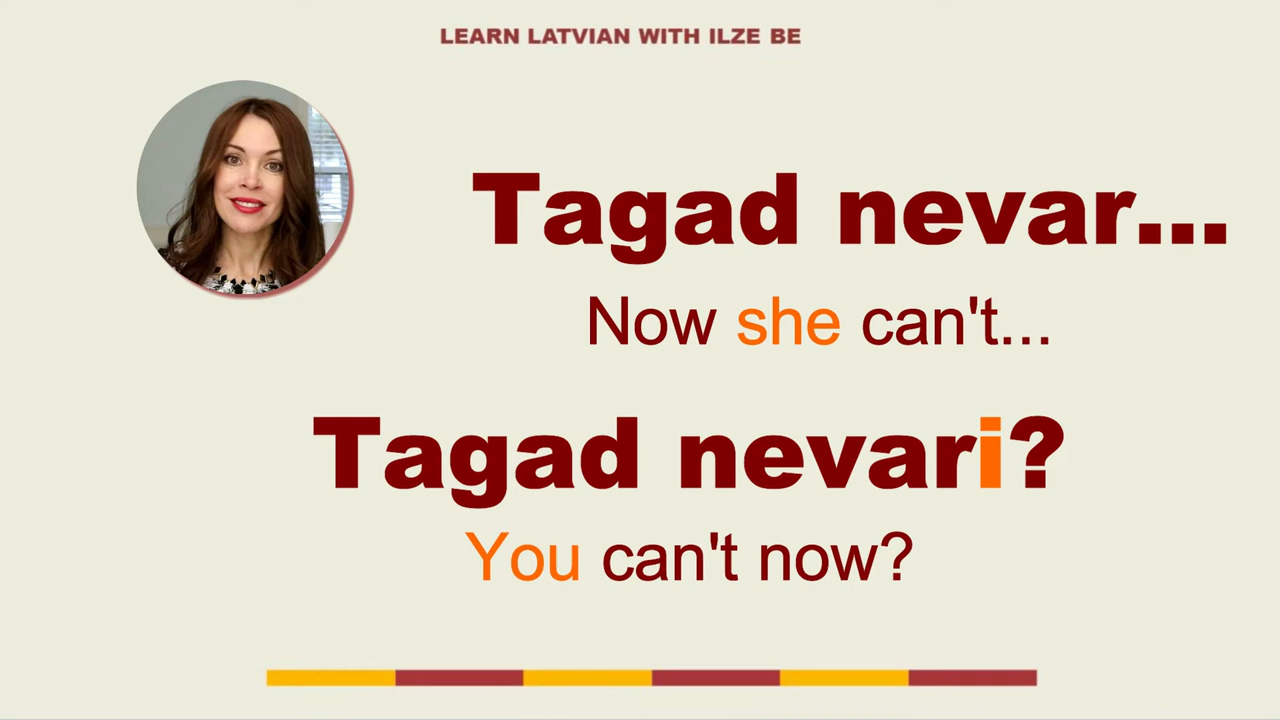 LEARN LATVIAN WITH ILZE BE
Tagad nevar...
Now she can't...
Tagad nevari?
You can't now?